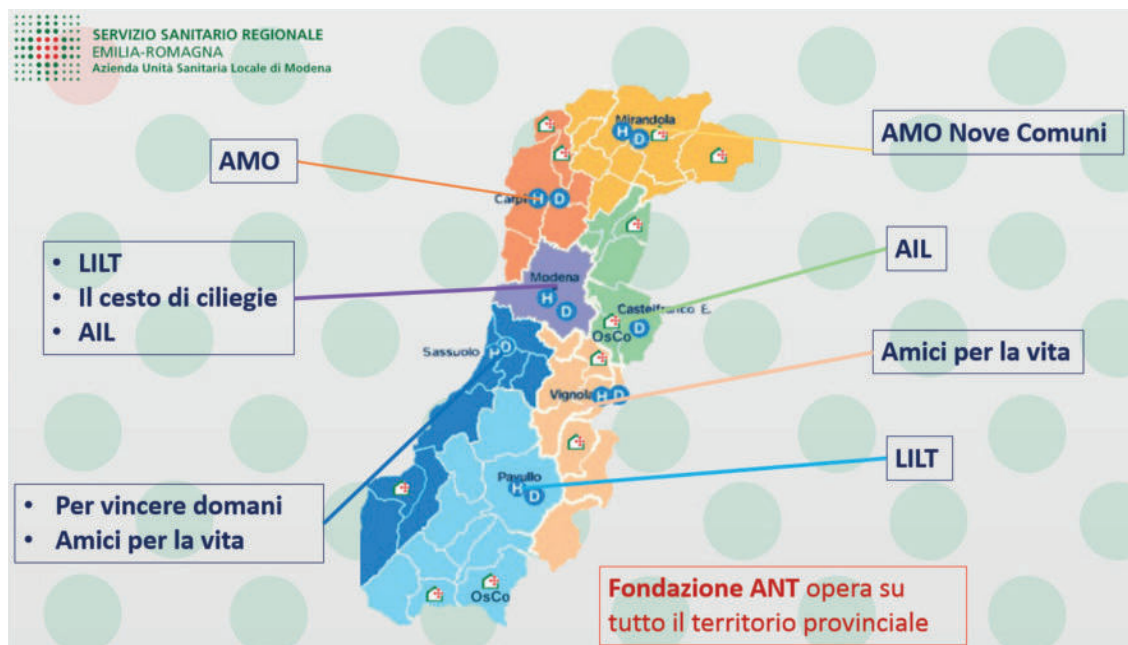 SERVIZIO SANITARIO REGIONALE
EMILIA-ROMAGNA
Azienda Unità Sanitaria Locale di Modena
AMO
AMO Nove Comuni
Mirandola
H D
Carpi
H D
• LILT
• Il cesto di ciliegie
• AIL
AIL
Modena
H D
Castelfranco E.
OsCo
D
Sassuolo
H D
Amici per la vita
Vignola
H D
LILT
Pavullo
H D
• Per vincere domani
• Amici per la vita
OsCo
Fondazione ANT opera su
tutto il territorio provinciale